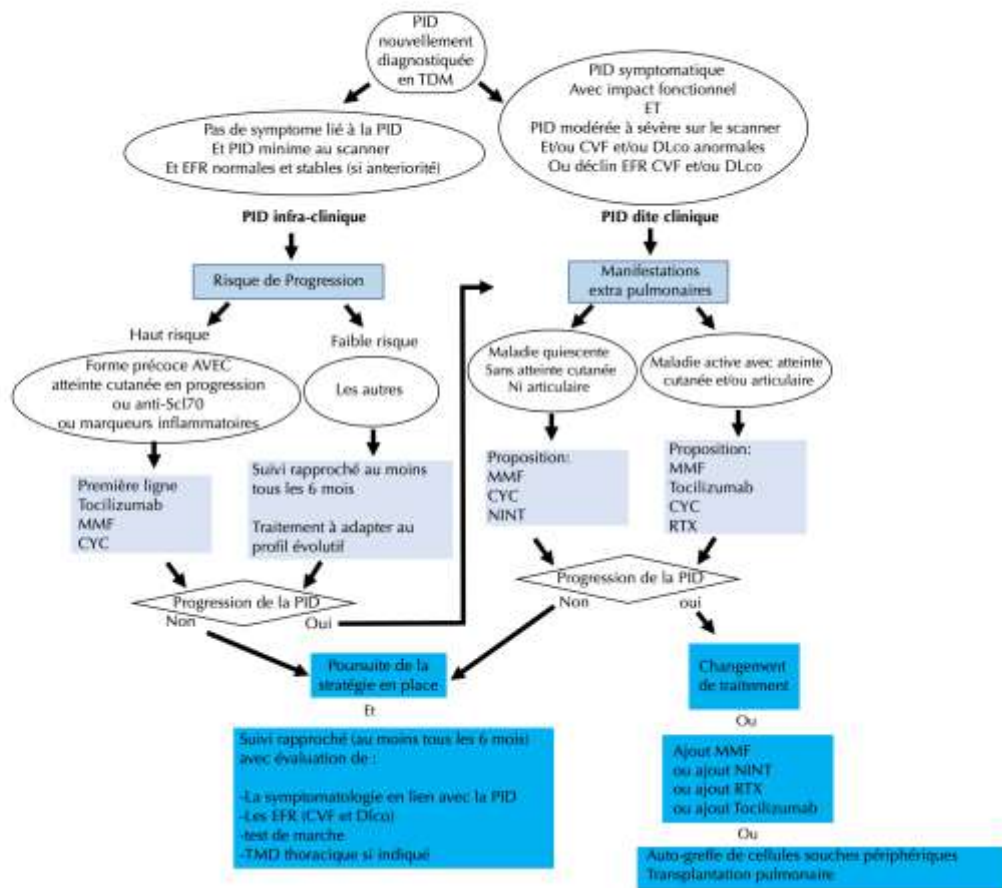 PID
nouvellement
diagnostiquée
en TDM
Pas de symptome lié à la PID
Et PID minime au scanner
Et EFR normales et stables (si anteriorité)
PID symptomatique
Avec impact fonctionnel
ET
PID modérée à sévère sur le scanner
Et/ou CVF et/ou DLco anormales
Ou déclin EFR CVF et/ou DLco
PID infra-clinique
PID dite clinique
Risque de Progression
Manifestations
extra pulmonaires
Haut risque
Faible risque
Forme précoce AVEC
atteinte cutanée en progression
ou anti-Scl70
ou marqueurs inflammatoires
Les autres
Maladie quiescente
Sans atteinte cutanée
Ni articulaire
Maladie active avec atteinte
cutanée et/ou articulaire
Première ligne
Tocilizumab
MMF
CYC
Suivi rapproché au moins
tous les 6 mois
Traitement à adapter au
profil évolutif
Proposition:
MMF
CYC
NINT
Proposition:
MMF
Tocilizumab
CYC
RTX
Progression de la PID
Non
Oui
Progression de la PID
Non
oui
Poursuite de la
stratégie en place
Et
Suivi rapproché (au moins tous les 6 mois)
avec évaluation de :
-La symptomatologie en lien avec la PID
-Les EFR (CVF et Dlco)
-test de marche
-TMD thoracique si indiqué
Changement
de traitement
Ou
Ajout MMF
ou ajout NINT
ou ajout RTX
ou ajout Tocilizumab
Ou
Auto-greffe de cellules souches périphériques
Transplantation pulmonaire